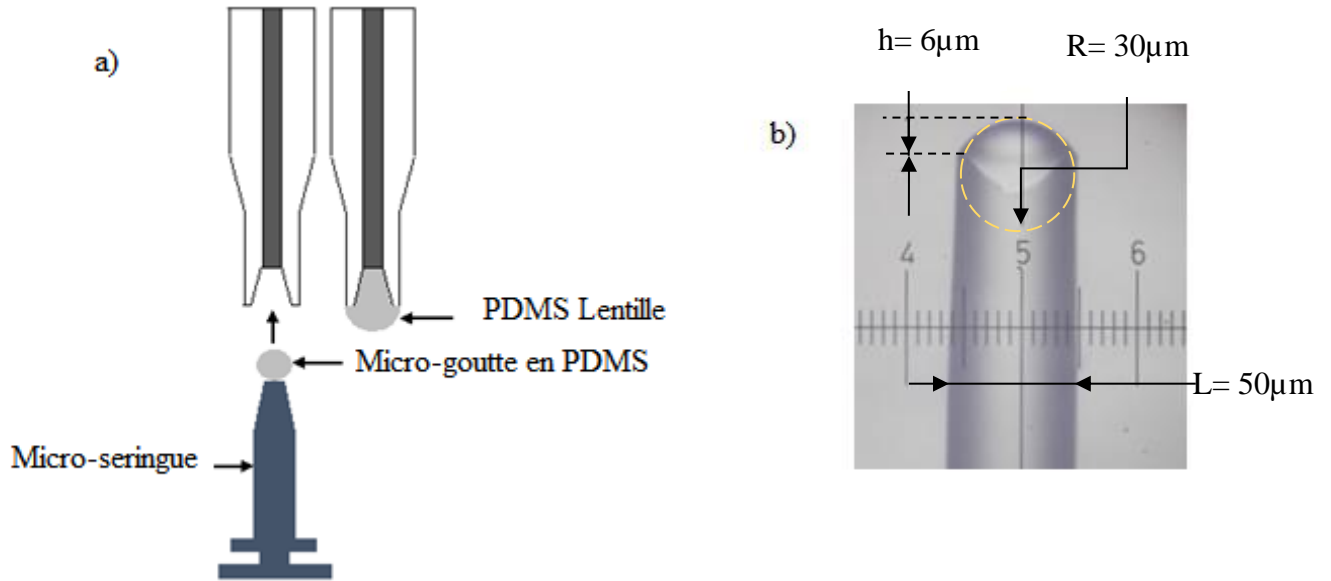 a)
PDMS Lentille
Micro-goutte en PDMS
Micro-seringue
h= 6µm
R= 30µm
b)
4 5 6
L= 50µm